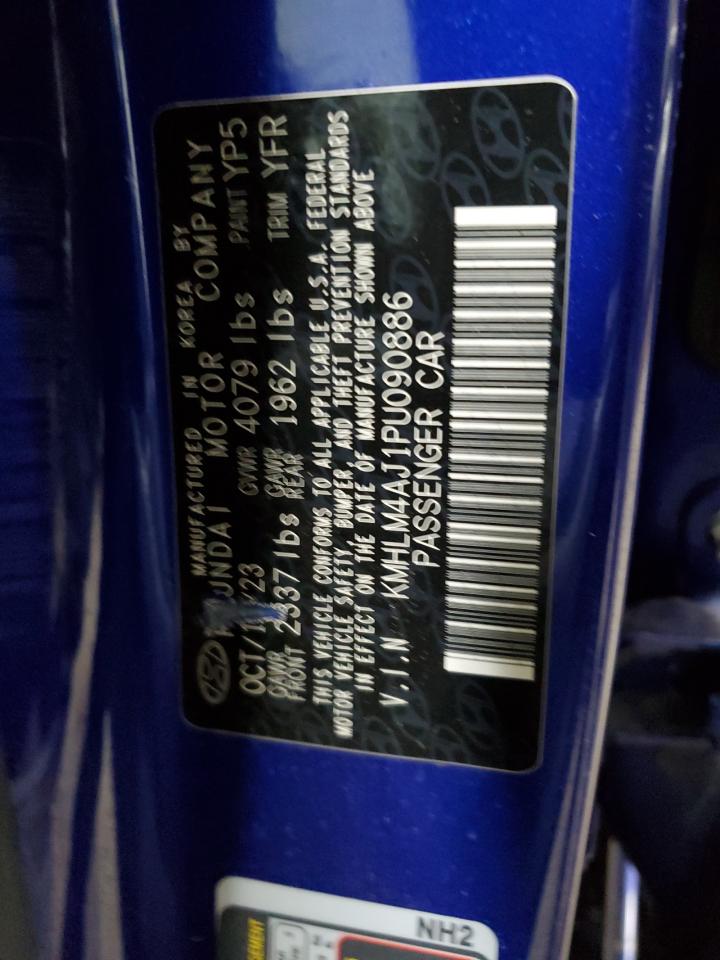 MANUFACTURED IN KOREA BY
HYUNDAI MOTOR COMPANY
OCT/ /23 GVWR 4079 lbs PAINT YP5
GAWR FRONT 2337 lbs GAWR REAR 1962 lbs TRIM YFR
THIS VEHICLE CONFORMS TO ALL APPLICABLE U.S.A. FEDERAL
MOTOR VEHICLE SAFETY, BUMPER, AND THEFT PREVENTION STANDARDS
IN EFFECT ON THE DATE OF MANUFACTURE SHOWN ABOVE
V.I.N KMHLM4AJ1PU090886
PASSENGER CAR
NH2